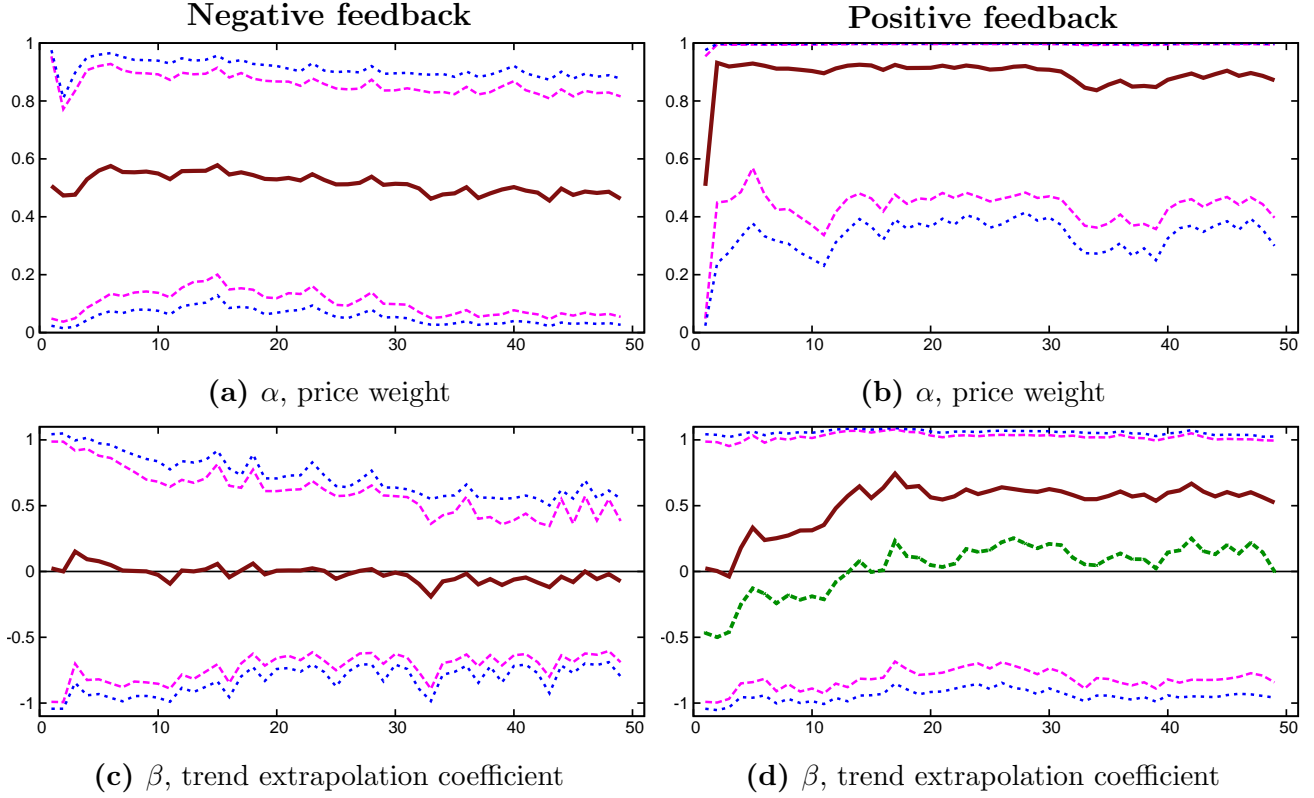 Negative feedback
Positive feedback
1
0.8
0.6
0.4
0.2
0
0 10 20 30 40 50
1
0.8
0.6
0.4
0.2
0
0 10 20 30 40 50
(a) α, price weight
(b) α, price weight
1
0.5
0
-0.5
-1
0 10 20 30 40 50
1
0.5
0
-0.5
-1
0 10 20 30 40 50
(c) β, trend extrapolation coefficient
(d) β, trend extrapolation coefficient